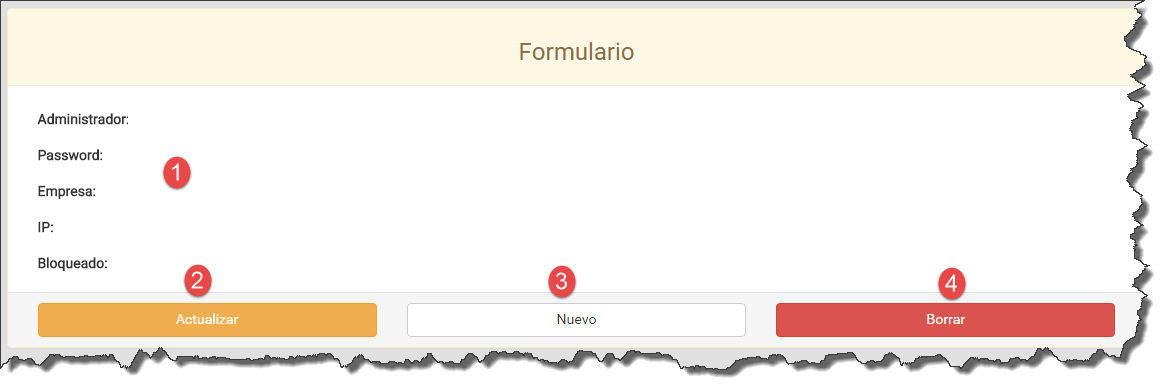 Formulario
Administrador:
Password:
1
Empresa:
IP:
Bloqueado:
2
3
4
Actualizar
Nuevo
Borrar